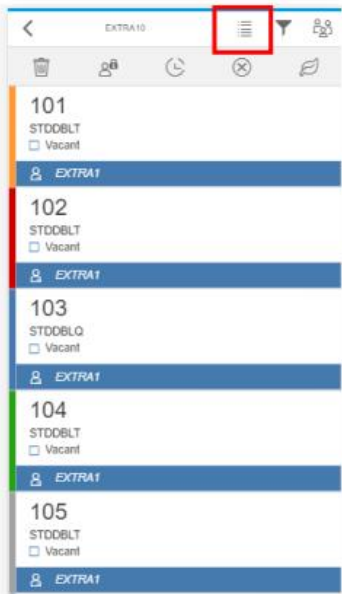 EXTRA10
101
STDDBLT
Vacant
EXTRA1
102
STDDBLT
Vacant
EXTRA1
103
STDDBLQ
Vacant
EXTRA1
104
STDDBLT
Vacant
EXTRA1
105
STDDBLT
Vacant
EXTRA1